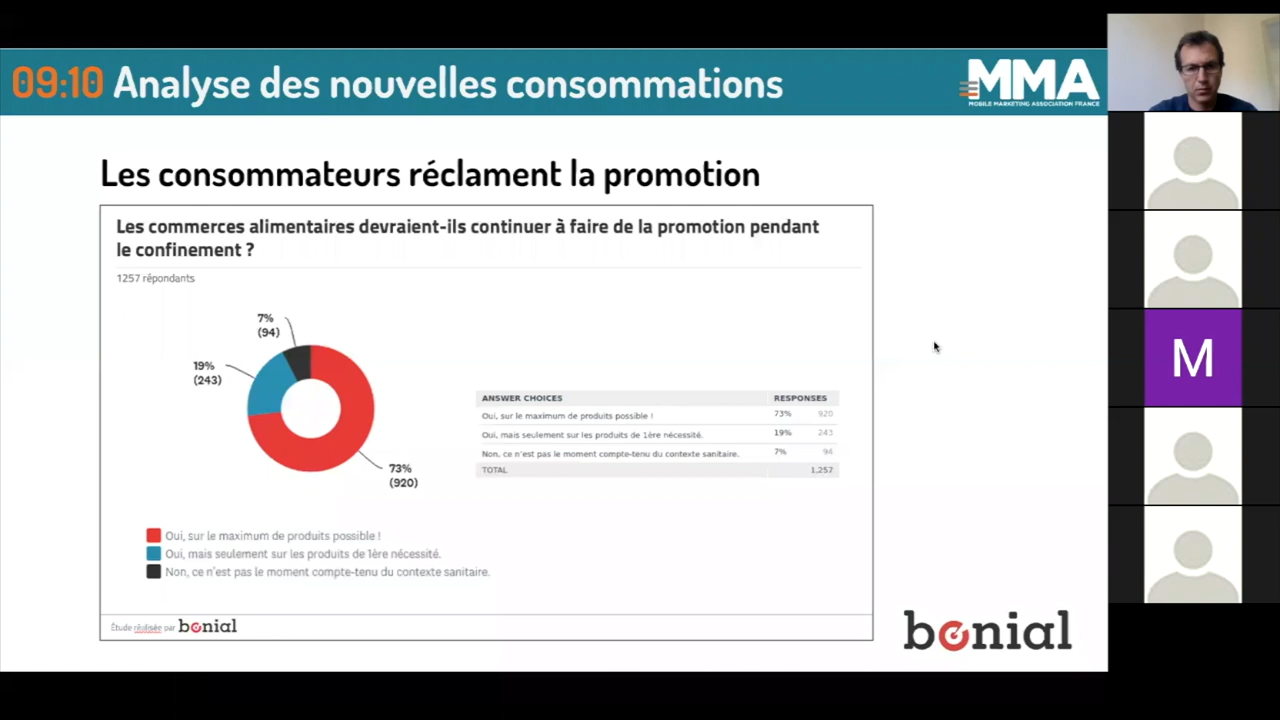 09:10 Analyse des nouvelles consommations
MMA
MOBILE MARKETING ASSOCIATION FRANCE
Les consommateurs réclament la promotion
Les commerces alimentaires devraient-ils continuer à faire de la promotion pendant
le confinement ?
1257 répondants
7%
(94)
19%
(243)
73%
(920)
ANSWER CHOICES RESPONSES
Oui, sur le maximum de produits possible ! 73% 920
Oui, mais seulement sur les produits de 1ère nécessité. 19% 243
Non, ce n'est pas le moment compte-tenu du contexte sanitaire. 7% 94
TOTAL 1,257
Oui, sur le maximum de produits possible !
Oui, mais seulement sur les produits de 1ère nécessité.
Non, ce n'est pas le moment compte-tenu du contexte sanitaire.
Étude réalisée par bonial
bonial
M